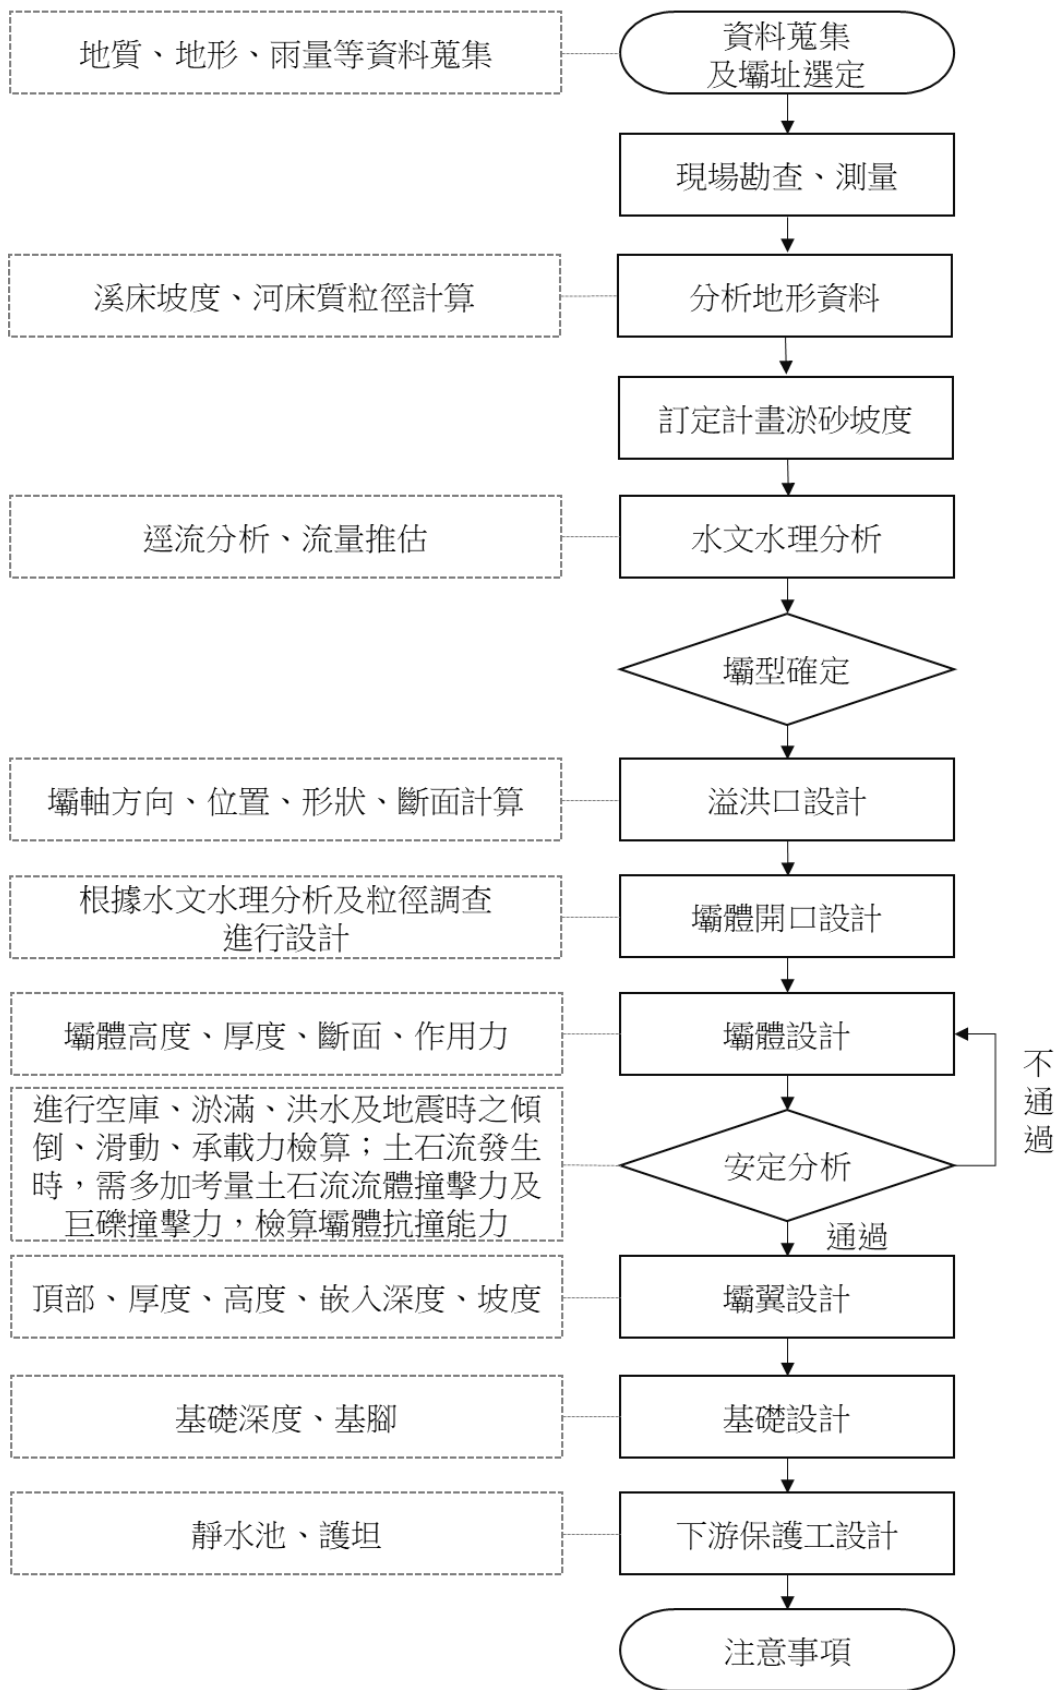 地質、地形、雨量等資料蒐集
資料蒐集
及壩址選定
現場勘查、測量
溪床坡度、河床質粒徑計算
分析地形資料
訂定計畫淤砂坡度
逕流分析、流量推估
水文水理分析
壩型確定
壩軸方向、位置、形狀、斷面計算
溢洪口設計
根據水文水理分析及粒徑調查
進行設計
壩體開口設計
壩體高度、厚度、斷面、作用力
壩體設計
不通過
進行空庫、淤滿、洪水及地震時之傾
倒、滑動、承載力檢算；土石流發生
時，需多加考量土石流流體撞擊力及
巨礫撞擊力，檢算壩體抗撞能力
安定分析
通過
頂部、厚度、高度、嵌入深度、坡度
壩翼設計
基礎深度、基腳
基礎設計
靜水池、護坦
下游保護工設計
注意事項